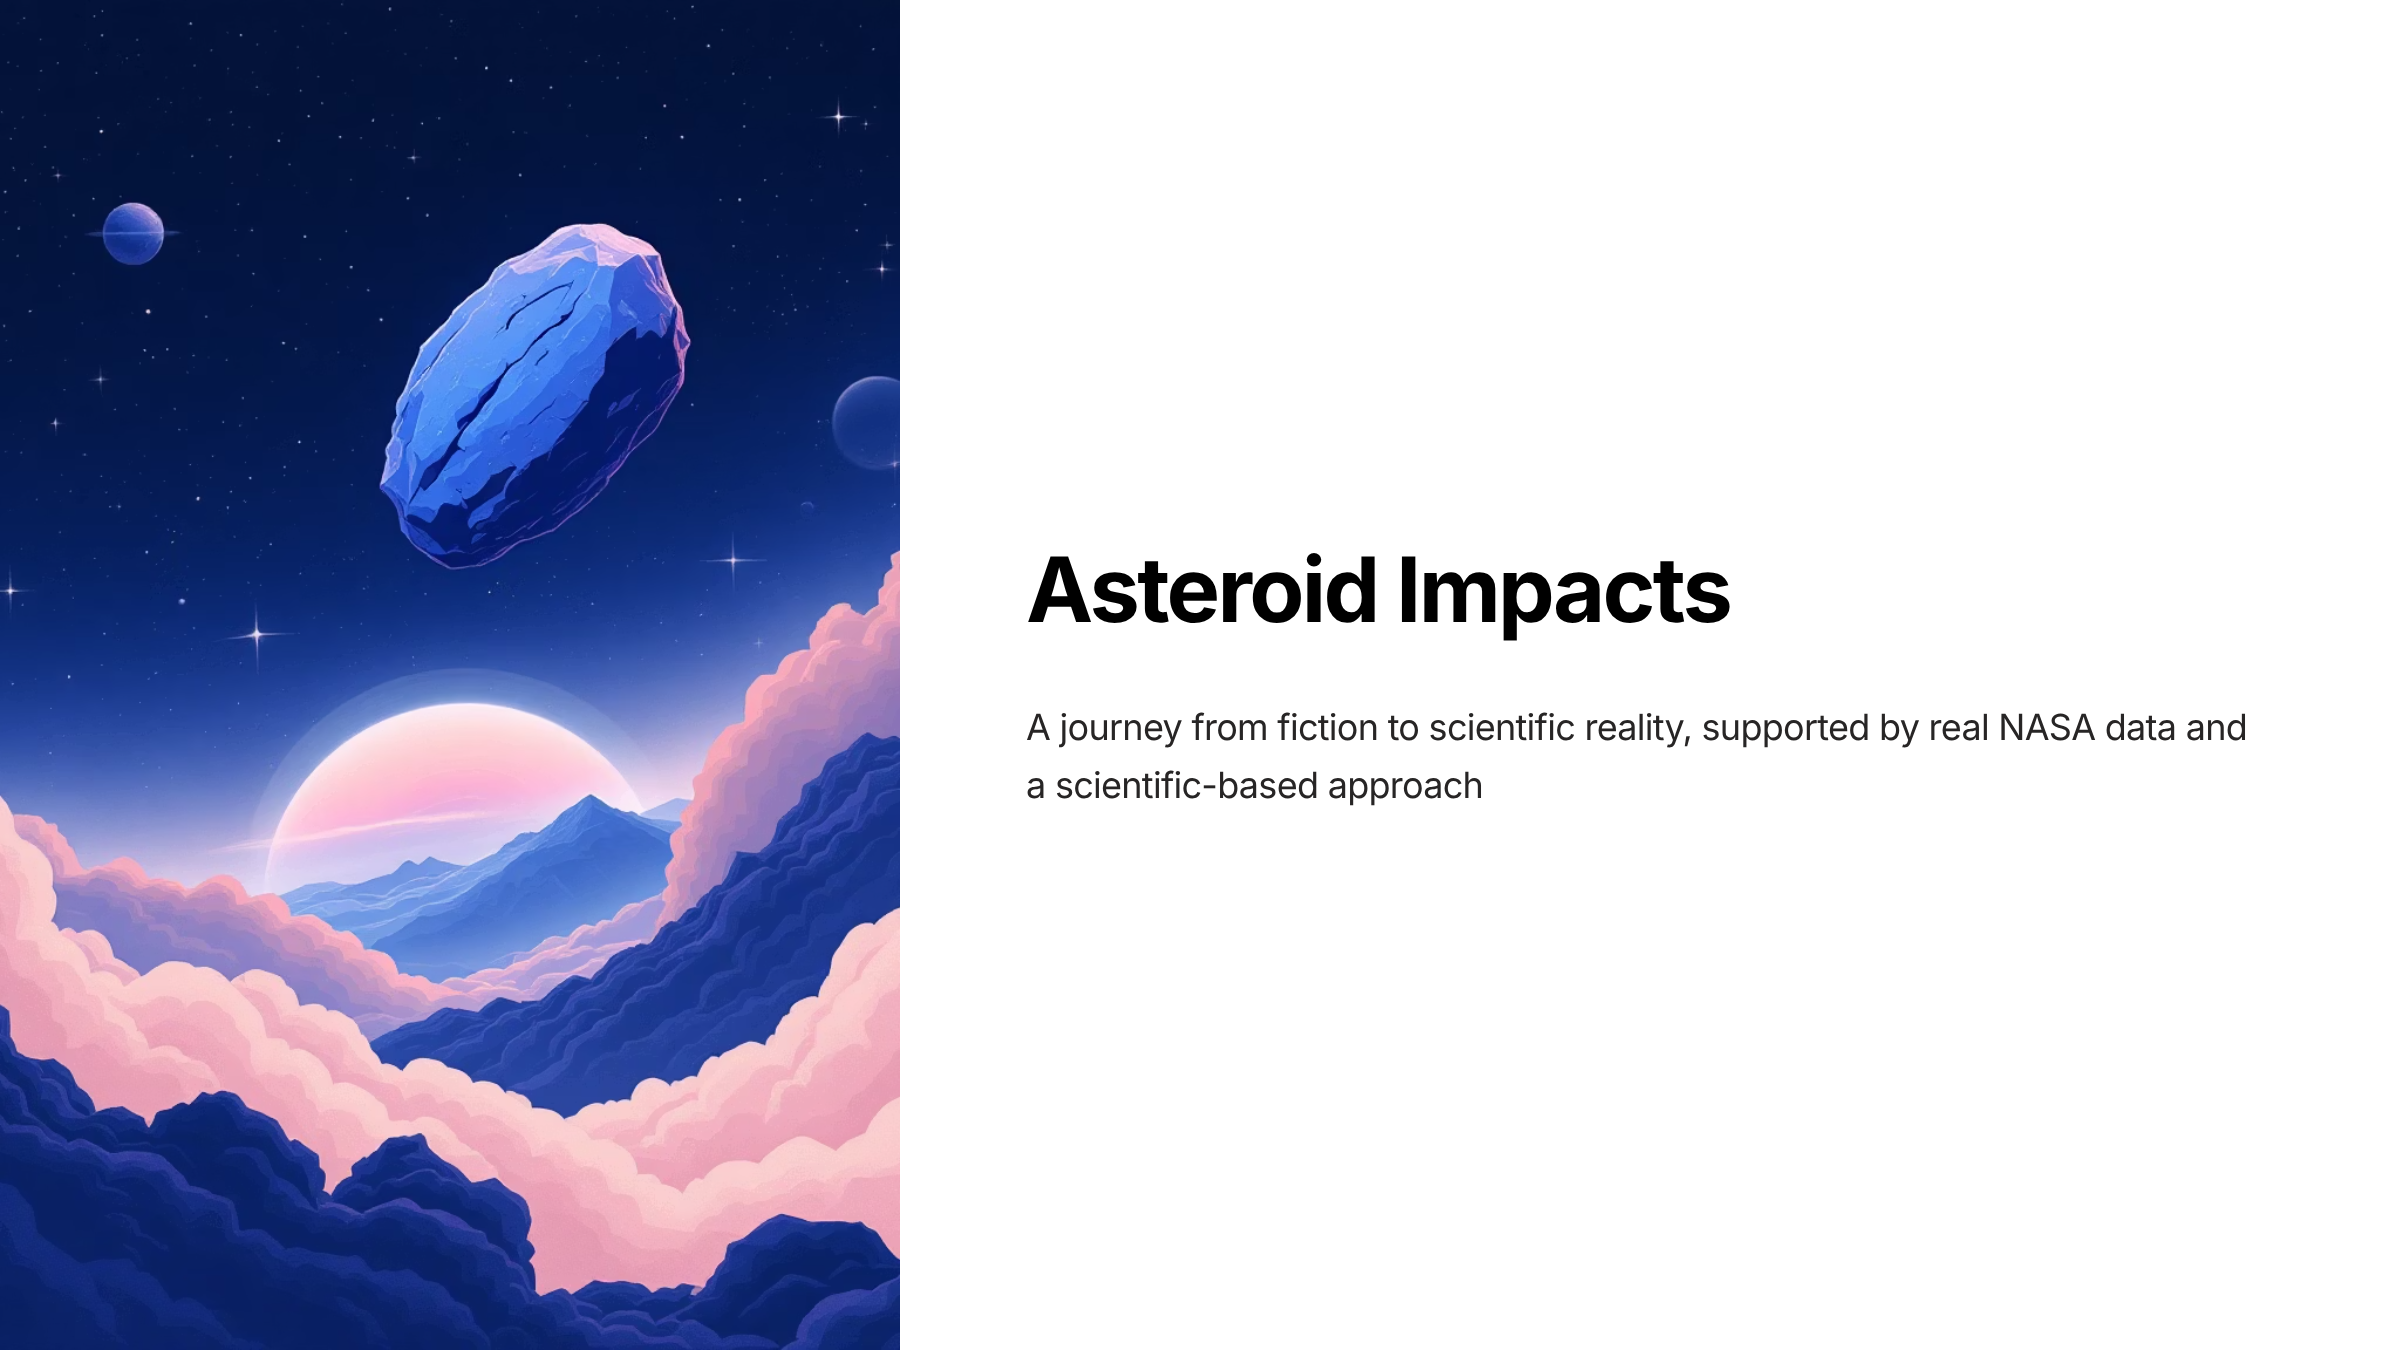 Asteroid Impacts
A journey from fiction to scientific reality, supported by real NASA data and
a scientific-based approach